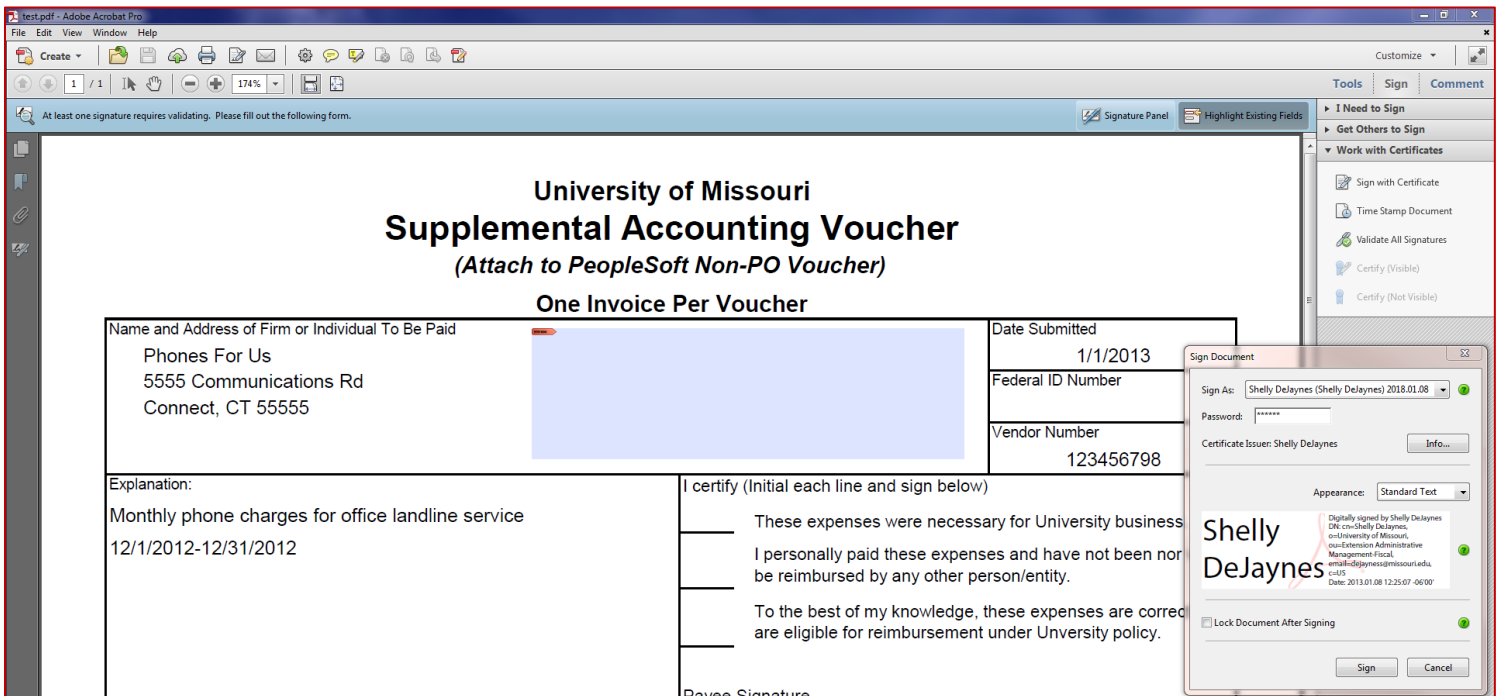 test.pdf - Adobe Acrobat Pro
File Edit View Window Help
Create
Customize
1 / 1
174%
Tools Sign Comment
At least one signature requires validating. Please fill out the following form.
Signature Panel
Highlight Existing Fields
I Need to Sign
Get Others to Sign
Work with Certificates
Sign with Certificate
Time Stamp Document
Validate All Signatures
Certify (Visible)
Certify (Not Visible)
University of Missouri
Supplemental Accounting Voucher
(Attach to PeopleSoft Non-PO Voucher)
One Invoice Per Voucher
Name and Address of Firm or Individual To Be Paid
Phones For Us
5555 Communications Rd
Connect, CT 55555
Date Submitted
1/1/2013
Federal ID Number
Vendor Number
123456798
Explanation:
Monthly phone charges for office landline service
12/1/2012-12/31/2012
I certify (Initial each line and sign below)
These expenses were necessary for University business
I personally paid these expenses and have not been nor
be reimbursed by any other person/entity.
To the best of my knowledge, these expenses are correc
are eligible for reimbursement under Unversity policy.
Payee Signature
Sign Document
Sign As: Shelly DeJaynes (Shelly DeJaynes) 2018.01.08
Password: ******
Certificate Issuer: Shelly DeJaynes
Info...
Appearance: Standard Text
Shelly
DeJaynes
Digitally signed by Shelly DeJaynes
DN: cn=Shelly DeJaynes,
o=University of Missouri,
ou=Extension Administrative
Management-Fiscal,
email=dejayness@missouri.edu,
c=US
Date: 2013.01.08 12:25:07 -06'00'
Lock Document After Signing
Sign
Cancel